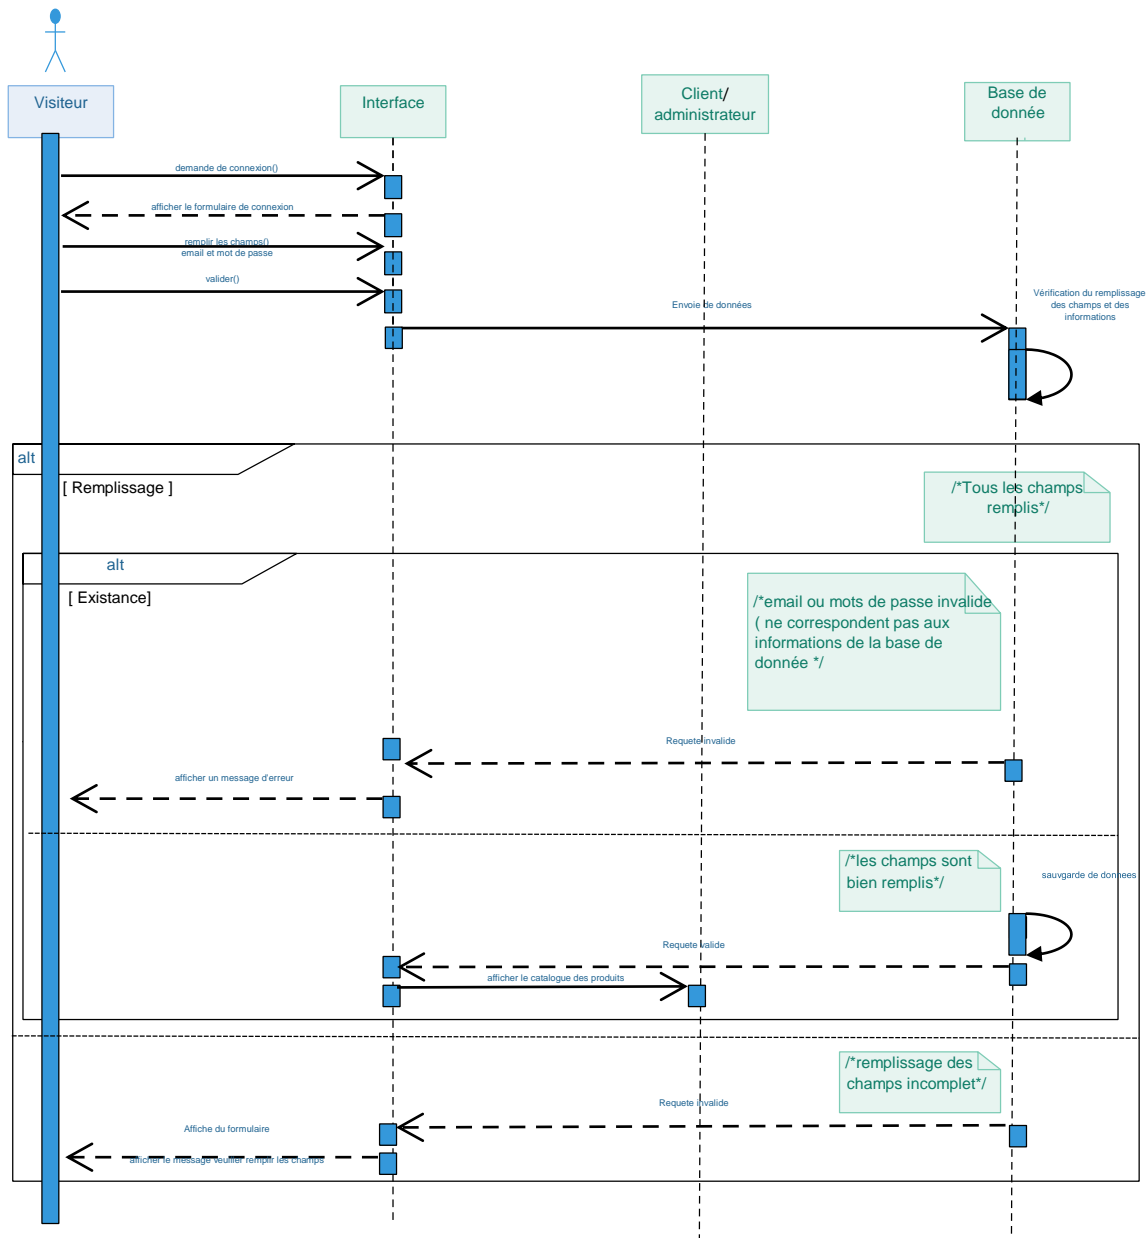 Visiteur
Interface
Client/
administrateur
Base de
donnée
demande de connexion()
afficher le formulaire de connexion
remplir les champs()
email et mot de passe
valider()
Envoie de données
Vérification du remplissage
des champs et des
informations
alt
[ Remplissage ]
/*Tous les champs
remplis*/
alt
[ Existance]
/*email ou mots de passe invalide
( ne correspondent pas aux
informations de la base de
donnée */
Requete invalide
afficher un message d'erreur
/*les champs sont
bien remplis*/
sauvgarde de donnees
Requete valide
afficher le catalogue des produits
/*remplissage des
champs incomplet*/
Requete invalide
Affiche du formulaire
afficher le message veuiller remplir les champs